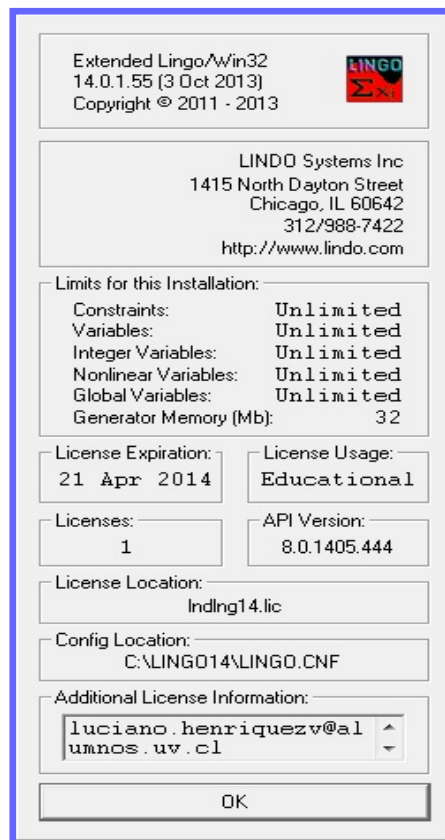 Extended Lingo/Win32
14.0.1.55 (3 Oct 2013)
Copyright © 2011 - 2013
LINGO
Σxi
LINDO Systems Inc
1415 North Dayton Street
Chicago, IL 60642
312/988-7422
http://www.lindo.com
Limits for this Installation:
Constraints: Unlimited
Variables: Unlimited
Integer Variables: Unlimited
Nonlinear Variables: Unlimited
Global Variables: Unlimited
Generator Memory (Mb): 32
License Expiration: License Usage:
21 Apr 2014 Educational
Licenses: API Version:
1 8.0.1405.444
License Location:
lndlng14.lic
Config Location:
C:\LINGO14\LINGO.CNF
Additional License Information:
luciano.henriquezv@al
umnos.uv.cl
OK